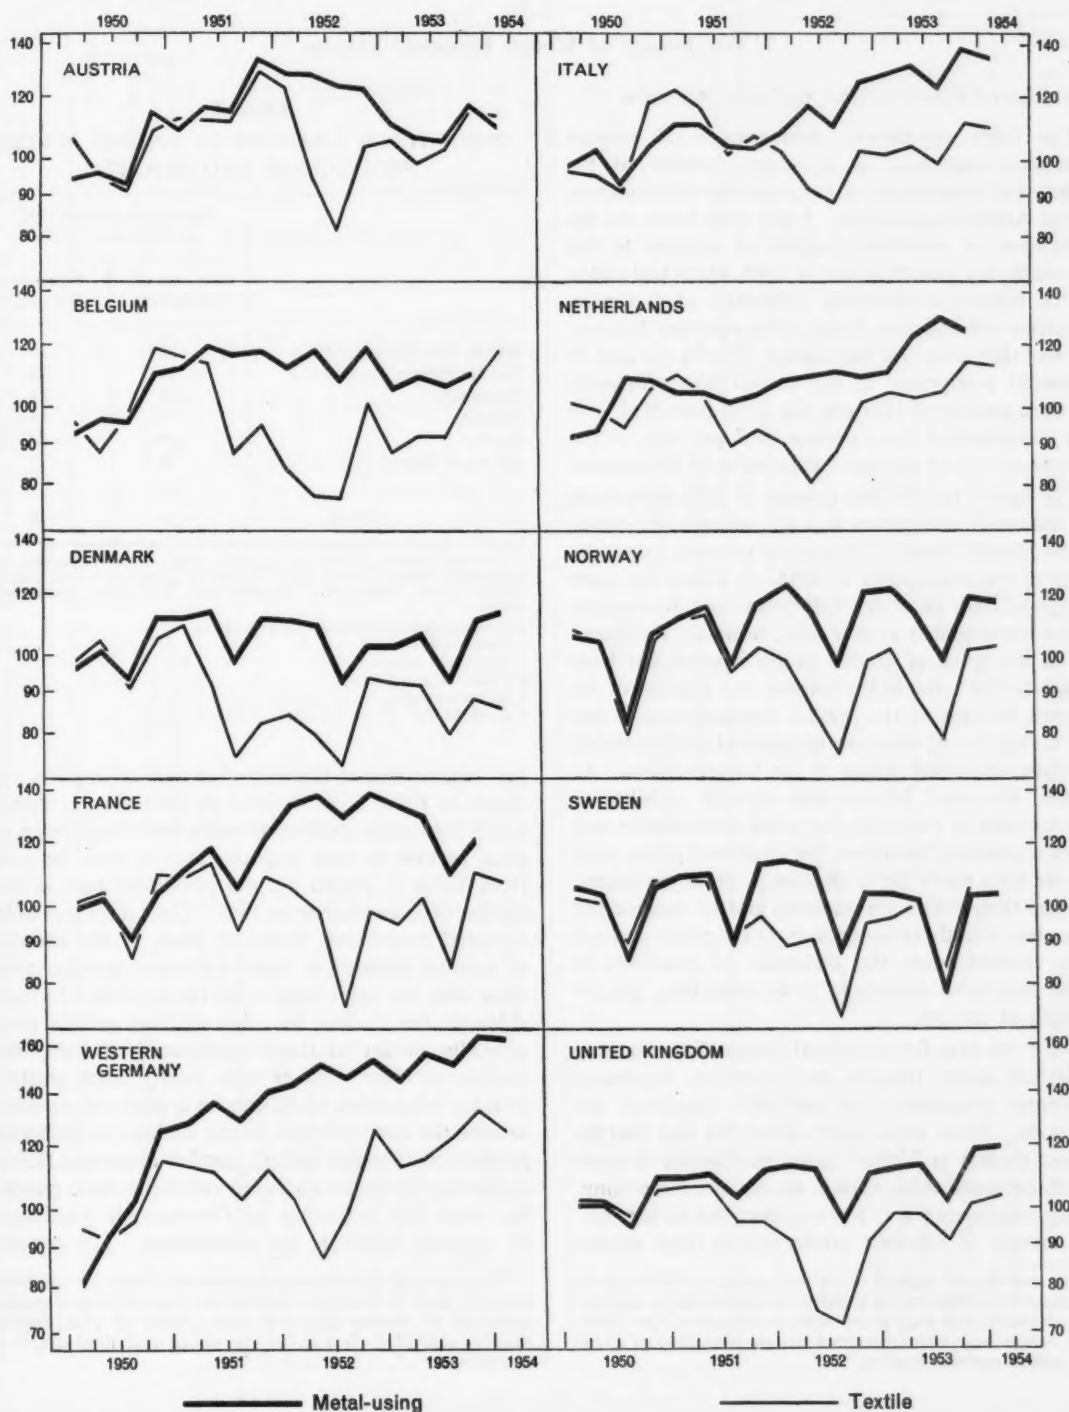 1950 1951 1952 1953 1954 1950 1951 1952 1953 1954
140 AUSTRIA ITALY 140
120 120
100 100
90 90
80 80
140 BELGIUM NETHERLANDS 140
120 120
100 100
90 90
80 80
140 DENMARK NORWAY 140
120 120
100 100
90 90
80 80
140 FRANCE SWEDEN 140
120 120
100 100
90 90
80 80
160 WESTERN GERMANY UNITED KINGDOM 160
140 140
120 120
100 100
90 90
80 80
70 70
1950 1951 1952 1953 1954 1950 1951 1952 1953 1954
Metal-using Textile